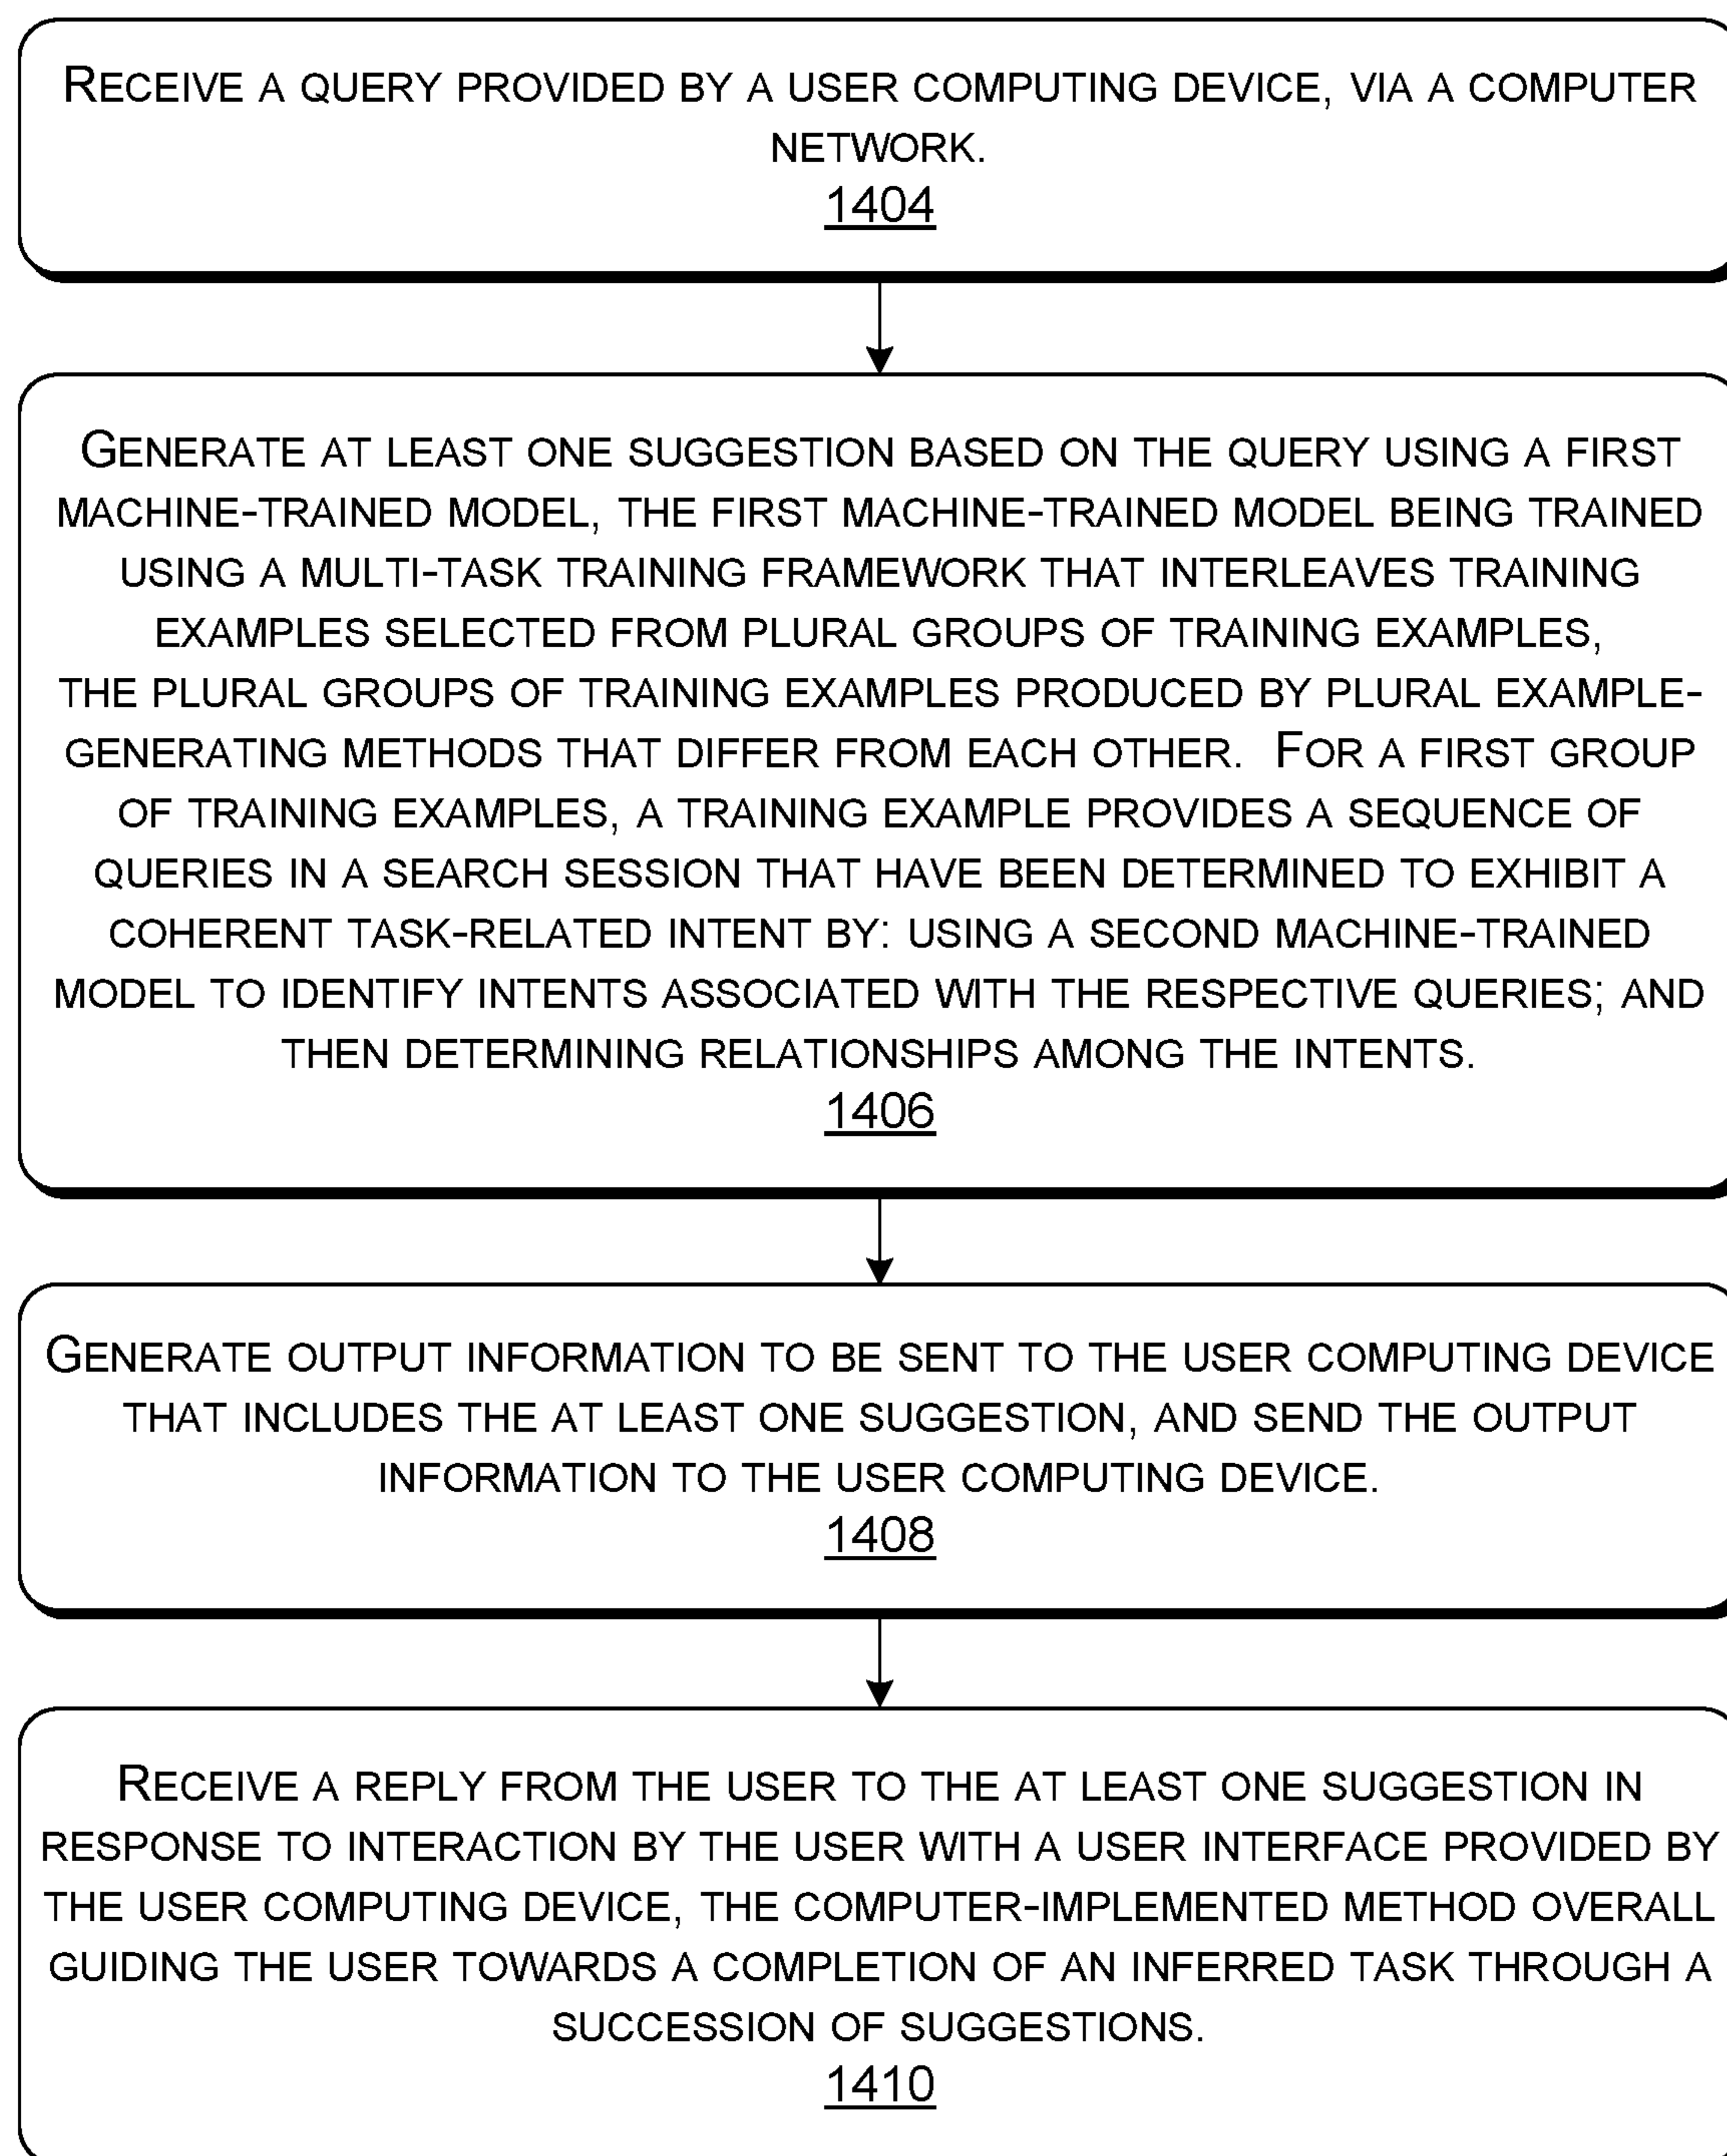 RECEIVE A QUERY PROVIDED BY A USER COMPUTING DEVICE, VIA A COMPUTER
NETWORK.
1404
GENERATE AT LEAST ONE SUGGESTION BASED ON THE QUERY USING A FIRST
MACHINE-TRAINED MODEL, THE FIRST MACHINE-TRAINED MODEL BEING TRAINED
USING A MULTI-TASK TRAINING FRAMEWORK THAT INTERLEAVES TRAINING
EXAMPLES SELECTED FROM PLURAL GROUPS OF TRAINING EXAMPLES,
THE PLURAL GROUPS OF TRAINING EXAMPLES PRODUCED BY PLURAL EXAMPLE-
GENERATING METHODS THAT DIFFER FROM EACH OTHER.  FOR A FIRST GROUP
OF TRAINING EXAMPLES, A TRAINING EXAMPLE PROVIDES A SEQUENCE OF
QUERIES IN A SEARCH SESSION THAT HAVE BEEN DETERMINED TO EXHIBIT A
COHERENT TASK-RELATED INTENT BY: USING A SECOND MACHINE-TRAINED
MODEL TO IDENTIFY INTENTS ASSOCIATED WITH THE RESPECTIVE QUERIES; AND
THEN DETERMINING RELATIONSHIPS AMONG THE INTENTS.
1406
GENERATE OUTPUT INFORMATION TO BE SENT TO THE USER COMPUTING DEVICE
THAT INCLUDES THE AT LEAST ONE SUGGESTION, AND SEND THE OUTPUT
INFORMATION TO THE USER COMPUTING DEVICE.
1408
RECEIVE A REPLY FROM THE USER TO THE AT LEAST ONE SUGGESTION IN
RESPONSE TO INTERACTION BY THE USER WITH A USER INTERFACE PROVIDED BY
THE USER COMPUTING DEVICE, THE COMPUTER-IMPLEMENTED METHOD OVERALL
GUIDING THE USER TOWARDS A COMPLETION OF AN INFERRED TASK THROUGH A
SUCCESSION OF SUGGESTIONS.
1410